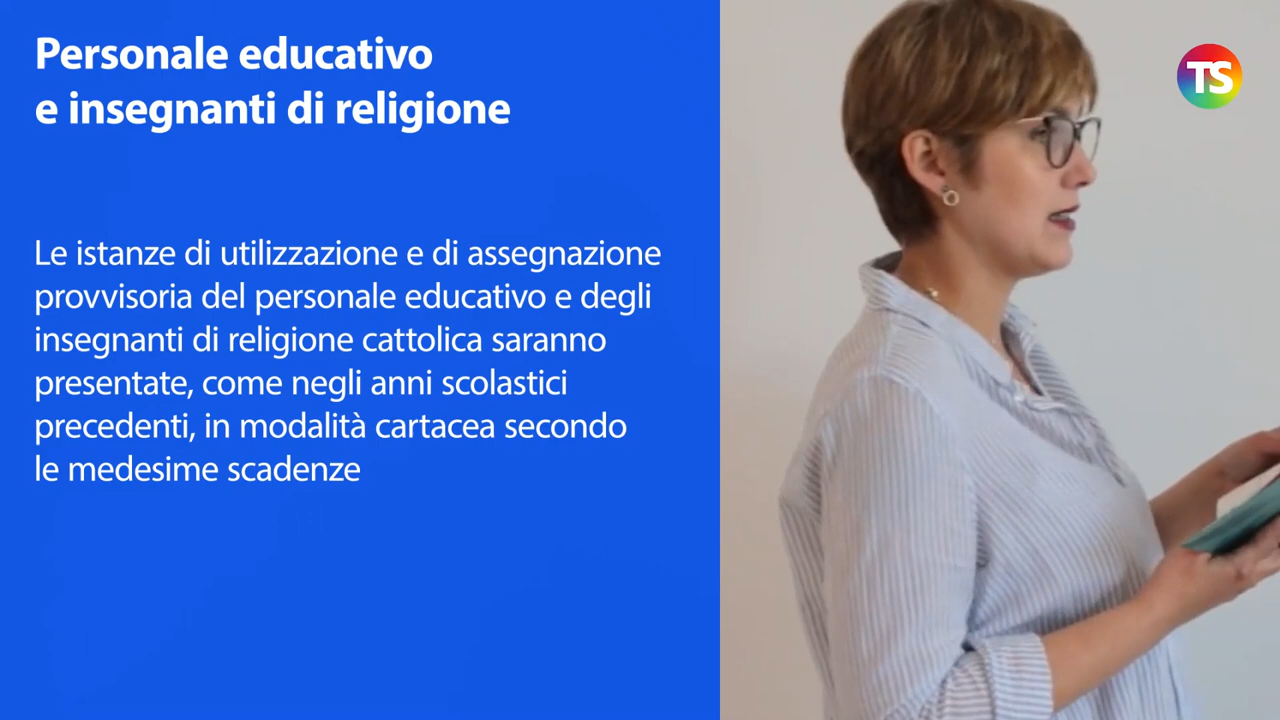 Personale educativo
e insegnanti di religione
TS
Le istanze di utilizzazione e di assegnazione
provvisoria del personale educativo e degli
insegnanti di religione cattolica saranno
presentate, come negli anni scolastici
precedenti, in modalità cartacea secondo
le medesime scadenze